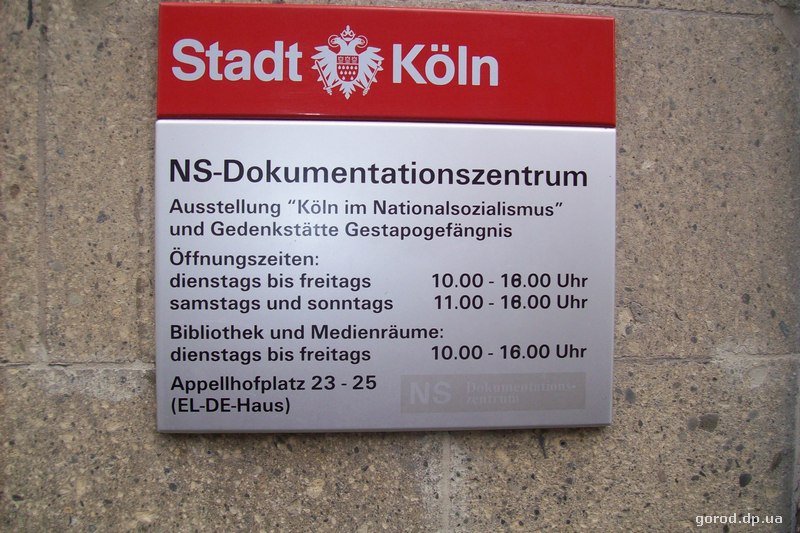 Stadt Köln
NS-Dokumentationszentrum
Ausstellung "Köln im Nationalsozialismus"
und Gedenkstätte Gestapogefängnis
Öffnungszeiten:
dienstags bis freitags 10.00 - 16.00 Uhr
samstags und sonntags 11.00 - 16.00 Uhr
Bibliothek und Medienräume:
dienstags bis freitags 10.00 - 16.00 Uhr
Appellhofplatz 23 - 25
(EL-DE-Haus)
NS Dokumentations-
zentrum
gorod.dp.ua